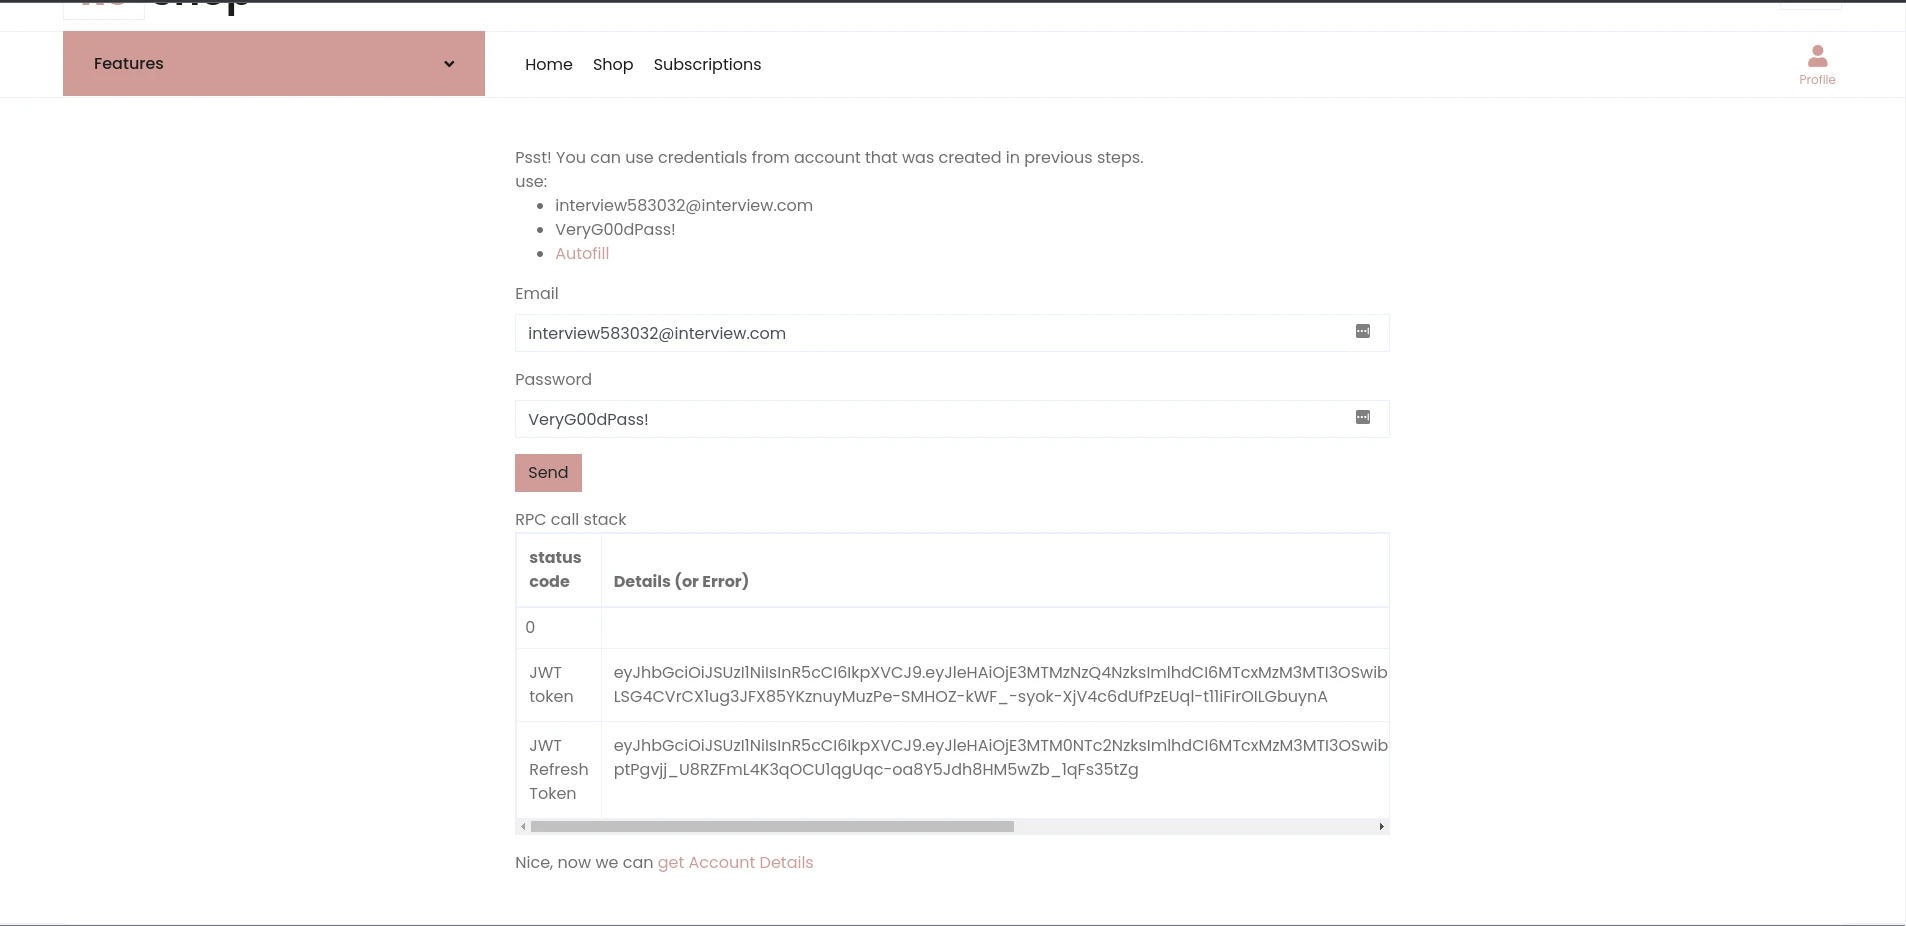 Shop
Features
Home Shop Subscriptions
Profile
Psst! You can use credentials from account that was created in previous steps.
use:
interview583032@interview.com
VeryG00dPass!
Autofill
Email
interview583032@interview.com
Password
VeryG00dPass!
Send
RPC call stack
status
code
Details (or Error)
0
JWT
token
eyJhbGciOiJSUzI1NiIsInR5cCI6IkpXVCJ9.eyJleHAiOjE3MTMzNzQ4NzksImlhdCI6MTcxMzM3MTI3OSwib
LSG4CVrCX1ug3JFX85YKznuyMuzPe-SMHOZ-kWF_-syok-XjV4c6dUfPzEUql-t11iFirOILGbuynA
JWT
Refresh
Token
eyJhbGciOiJSUzI1NiIsInR5cCI6IkpXVCJ9.eyJleHAiOjE3MTM0NTc2NzksImlhdCI6MTcxMzM3MTI3OSwib
ptPgvjj_U8RZFmL4K3qOCU1qgUqc-oa8Y5Jdh8HM5wZb_1qFs35tZg
Nice, now we can get Account Details